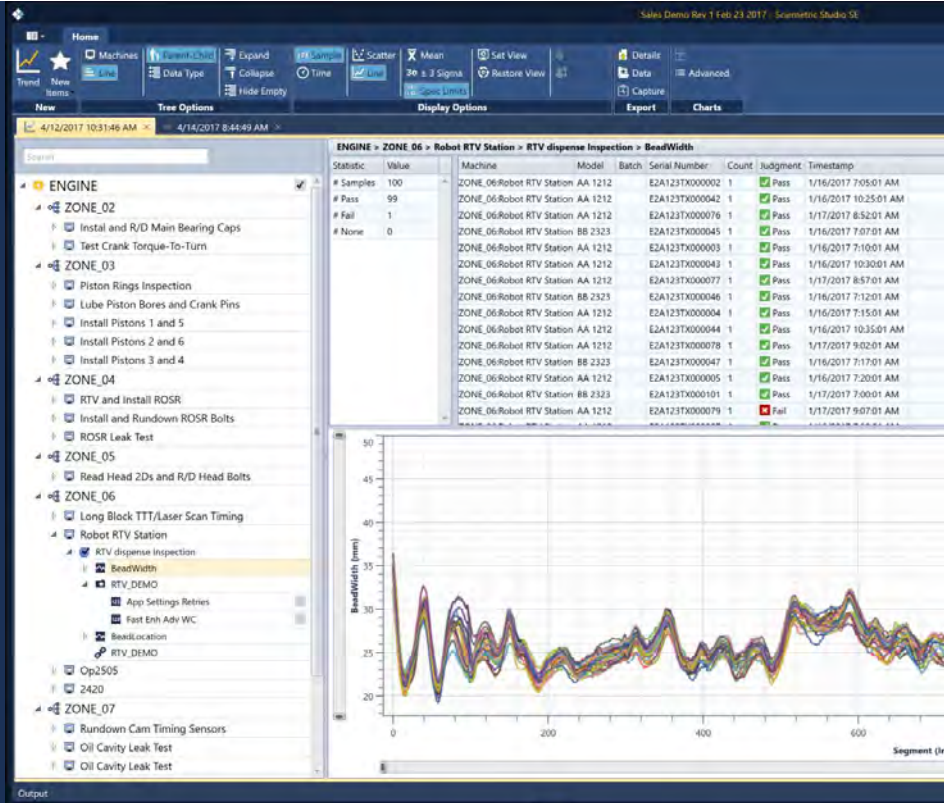 Sales Demo Rev 1 Feb 23 2017 - Sciemetric Studio SE
Home
Machines Parent-Child Expand Sample Scatter Mean Set View Details
Trend New Items Line Data Type Collapse Time Line 3σ ± 3 Sigma Restore View Data Advanced
Hide Empty Spec Limits Capture
New Tree Options Display Options Export Charts
4/12/2017 10:31:46 AM × 4/14/2017 8:44:49 AM ×
Search
ENGINE
ZONE_02
Instal and R/D Main Bearing Caps
Test Crank Torque-To-Turn
ZONE_03
Piston Rings Inspection
Lube Piston Bores and Crank Pins
Install Pistons 1 and 5
Install Pistons 2 and 6
Install Pistons 3 and 4
ZONE_04
RTV and Install ROSR
Install and Rundown ROSR Bolts
ROSR Leak Test
ZONE_05
Read Head 2Ds and R/D Head Bolts
ZONE_06
Long Block TTT/Laser Scan Timing
Robot RTV Station
RTV dispense Inspection
BeadWidth
RTV_DEMO
App Settings Retries
Fast Enh Adv WC
BeadLocation
RTV_DEMO
Op2505
2420
ZONE_07
Rundown Cam Timing Sensors
Oil Cavity Leak Test
Oil Cavity Leak Test
ENGINE > ZONE_06 > Robot RTV Station > RTV dispense Inspection > BeadWidth
Statistic Value
# Samples 100
# Pass 99
# Fail 1
# None 0
Machine Model Batch Serial Number Count Judgment Timestamp
ZONE_06:Robot RTV Station AA 1212 E2A123TX000002 1 Pass 1/16/2017 7:05:01 AM
ZONE_06:Robot RTV Station AA 1212 E2A123TX000042 1 Pass 1/16/2017 10:25:01 AM
ZONE_06:Robot RTV Station AA 1212 E2A123TX000076 1 Pass 1/17/2017 8:52:01 AM
ZONE_06:Robot RTV Station BB 2323 E2A123TX000045 1 Pass 1/16/2017 7:07:01 AM
ZONE_06:Robot RTV Station AA 1212 E2A123TX000003 1 Pass 1/16/2017 7:10:01 AM
ZONE_06:Robot RTV Station AA 1212 E2A123TX000043 1 Pass 1/16/2017 10:30:01 AM
ZONE_06:Robot RTV Station AA 1212 E2A123TX000077 1 Pass 1/17/2017 8:57:01 AM
ZONE_06:Robot RTV Station BB 2323 E2A123TX000046 1 Pass 1/16/2017 7:12:01 AM
ZONE_06:Robot RTV Station AA 1212 E2A123TX000004 1 Pass 1/16/2017 7:15:01 AM
ZONE_06:Robot RTV Station AA 1212 E2A123TX000044 1 Pass 1/16/2017 10:35:01 AM
ZONE_06:Robot RTV Station AA 1212 E2A123TX000078 1 Pass 1/17/2017 9:02:01 AM
ZONE_06:Robot RTV Station BB 2323 E2A123TX000047 1 Pass 1/16/2017 7:17:01 AM
ZONE_06:Robot RTV Station AA 1212 E2A123TX000005 1 Pass 1/16/2017 7:20:01 AM
ZONE_06:Robot RTV Station BB 2323 E2A123TX000101 1 Pass 1/17/2017 7:00:01 AM
ZONE_06:Robot RTV Station AA 1212 E2A123TX000079 1 Fail 1/17/2017 9:07:01 AM
50
45
40
35
30
25
20
BeadWidth (mm)
0 200 400 600
Segment (In
Output